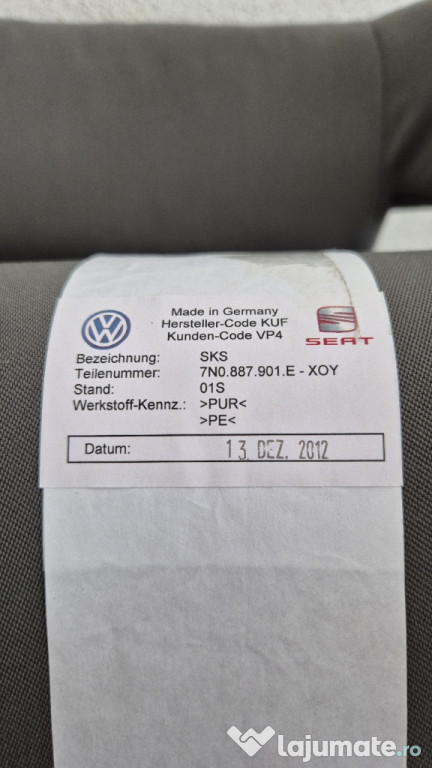 Made in Germany
Hersteller-Code KUF
Kunden-Code VP4
SEAT
Bezeichnung: SKS
Teilenummer: 7N0.887.901.E - XOY
Stand: 01S
Werkstoff-Kennz.: >PUR<
>PE<
Datum: 13. DEZ. 2012
lajumate.ro